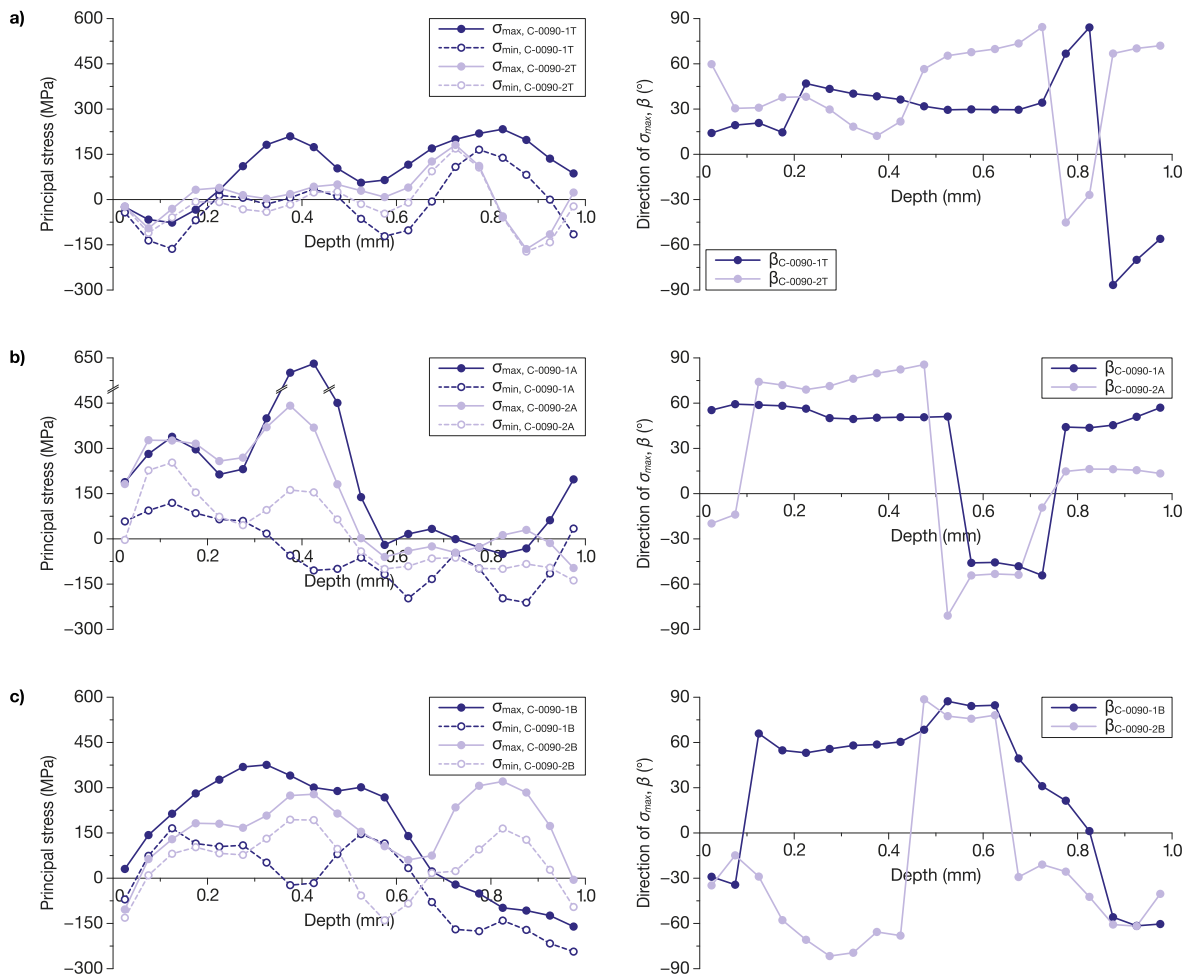 a)
600
450
300
150
0
−150
−300
Principal stress (MPa)
0 0.2 0.4 0.6 0.8 1.0
Depth (mm)
σmax, C-0090-1T
σmin, C-0090-1T
σmax, C-0090-2T
σmin, C-0090-2T
90
60
30
0
−30
−60
−90
Direction of σmax, β (°)
0 0.2 0.4 0.6 0.8 1.0
Depth (mm)
βC-0090-1T
βC-0090-2T
b)
650
450
300
150
0
−150
−300
Principal stress (MPa)
0 0.2 0.4 0.6 0.8 1.0
Depth (mm)
σmax, C-0090-1A
σmin, C-0090-1A
σmax, C-0090-2A
σmin, C-0090-2A
90
60
30
0
−30
−60
−90
Direction of σmax, β (°)
0 0.2 0.4 0.6 0.8 1.0
Depth (mm)
βC-0090-1A
βC-0090-2A
c)
600
450
300
150
0
−150
−300
Principal stress (MPa)
0 0.2 0.4 0.6 0.8 1.0
Depth (mm)
σmax, C-0090-1B
σmin, C-0090-1B
σmax, C-0090-2B
σmin, C-0090-2B
90
60
30
0
−30
−60
−90
Direction of σmax, β (°)
0 0.2 0.4 0.6 0.8 1.0
Depth (mm)
βC-0090-1B
βC-0090-2B